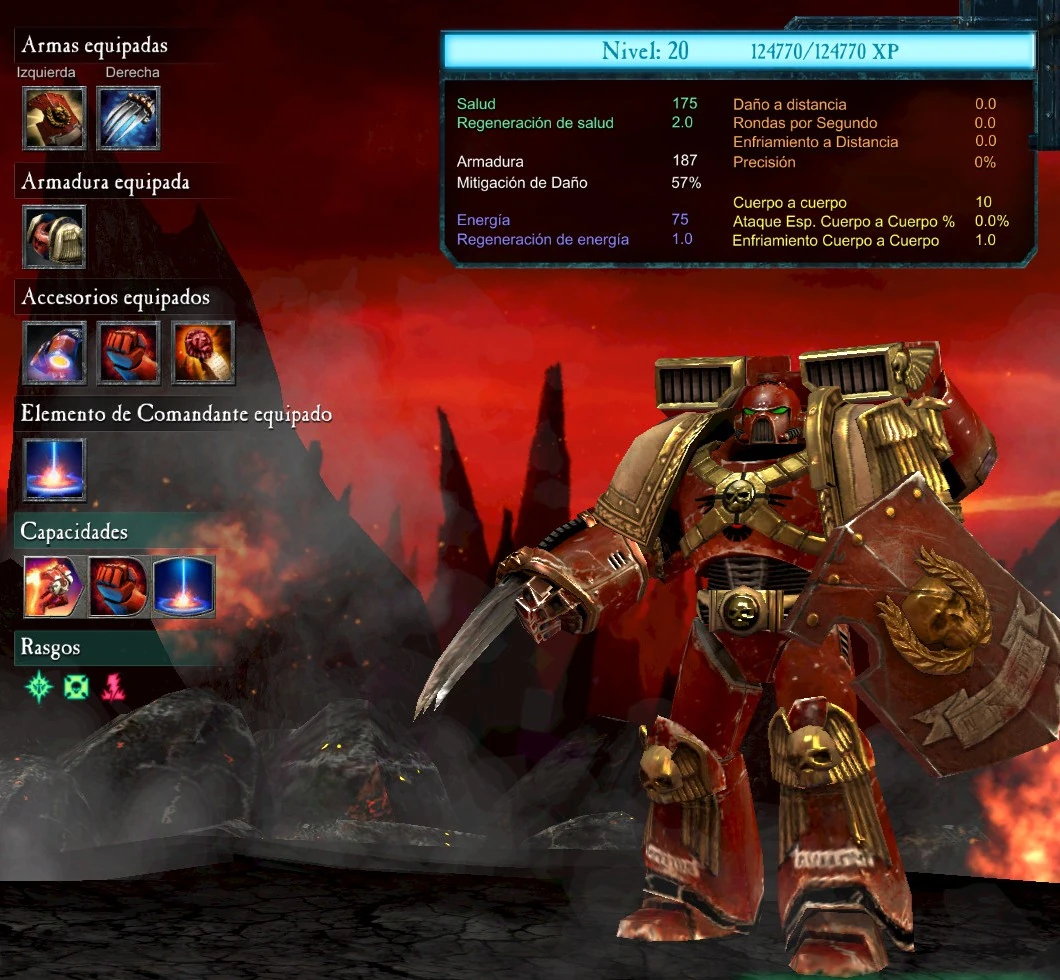 Armas equipadas
Izquierda Derecha
Armadura equipada
Accesorios equipados
Elemento de Comandante equipado
Capacidades
Rasgos
Nivel: 20 124770/124770 XP
Salud 175
Regeneración de salud 2.0
Armadura 187
Mitigación de Daño 57%
Energía 75
Regeneración de energía 1.0
Daño a distancia 0.0
Rondas por Segundo 0.0
Enfriamiento a Distancia 0.0
Precisión 0%
Cuerpo a cuerpo 10
Ataque Esp. Cuerpo a Cuerpo % 0.0%
Enfriamiento Cuerpo a Cuerpo 1.0